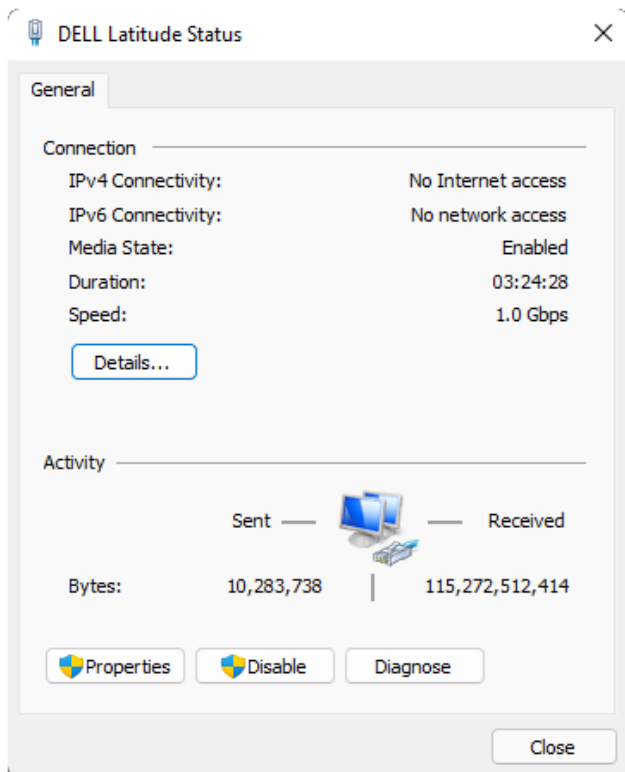 DELL Latitude Status
General
Connection
IPv4 Connectivity: No Internet access
IPv6 Connectivity: No network access
Media State: Enabled
Duration: 03:24:28
Speed: 1.0 Gbps
Details...
Activity
Sent Received
Bytes: 10,283,738 115,272,512,414
Properties Disable Diagnose
Close